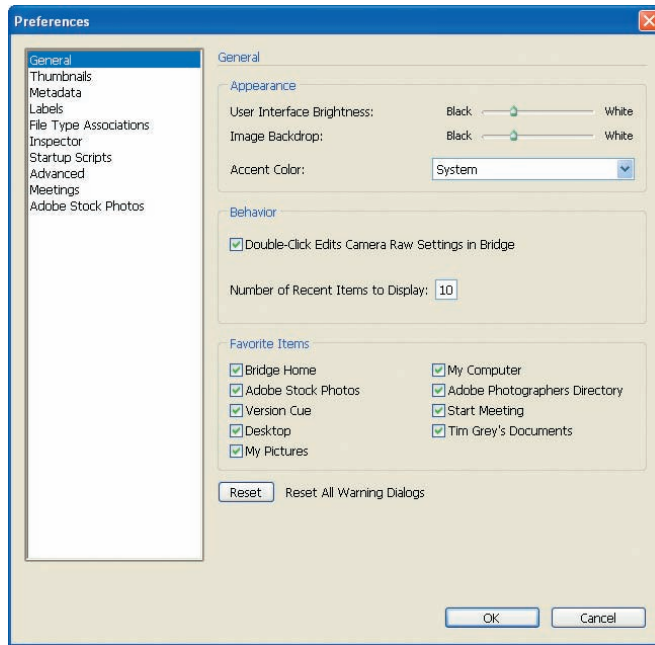 Preferences
General
Thumbnails
Metadata
Labels
File Type Associations
Inspector
Startup Scripts
Advanced
Meetings
Adobe Stock Photos
General
Appearance
User Interface Brightness: Black White
Image Backdrop: Black White
Accent Color: System
Behavior
Double-Click Edits Camera Raw Settings in Bridge
Number of Recent Items to Display: 10
Favorite Items
Bridge Home My Computer
Adobe Stock Photos Adobe Photographers Directory
Version Cue Start Meeting
Desktop Tim Grey's Documents
My Pictures
Reset Reset All Warning Dialogs
OK Cancel